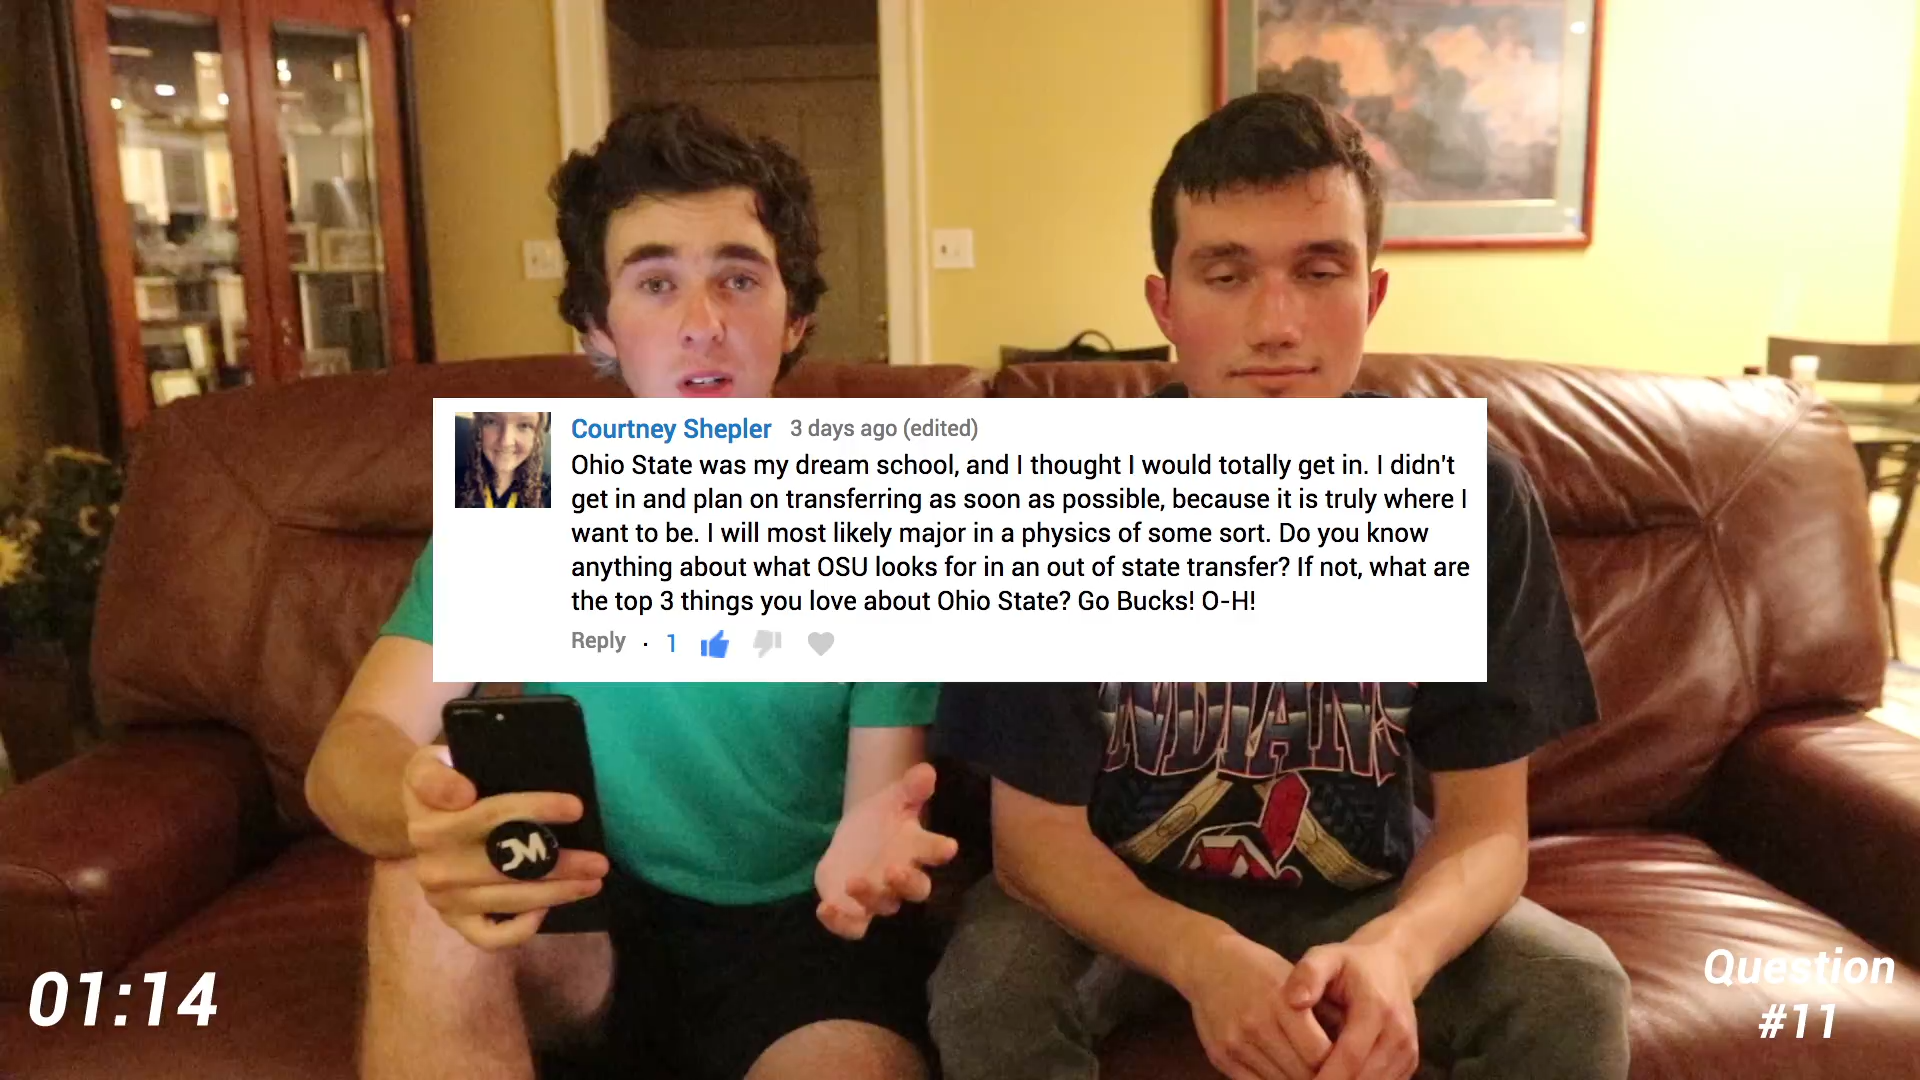 Courtney Shepler 3 days ago (edited)
Ohio State was my dream school, and I thought I would totally get in. I didn't
get in and plan on transferring as soon as possible, because it is truly where I
want to be. I will most likely major in a physics of some sort. Do you know
anything about what OSU looks for in an out of state transfer? If not, what are
the top 3 things you love about Ohio State? Go Bucks! O-H!
Reply · 1
INDIANS
JM
01:14
Question
#11